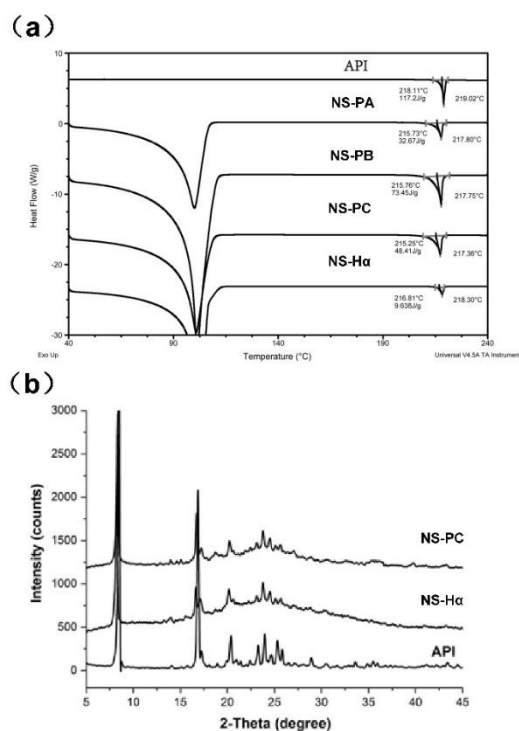 (a)
10
0
-10
-20
-30
Heat Flow (W/g)
API
NS-PA
NS-PB
NS-PC
NS-Hα
218.11°C
117.2J/g
219.02°C
215.73°C
32.67J/g
217.80°C
215.76°C
73.45J/g
217.75°C
215.25°C
48.41J/g
217.36°C
216.81°C
9.638J/g
218.30°C
40
90
140
190
240
Exo Up
Temperature (°C)
Universal V4.5A TA Instrument
(b)
3000
2500
2000
1500
1000
500
0
Intensity (counts)
NS-PC
NS-Hα
API
5
10
15
20
25
30
35
40
45
2-Theta (degree)